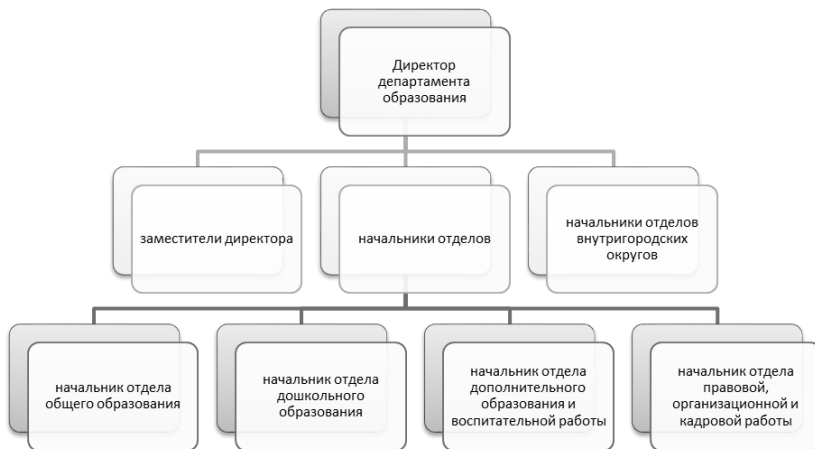 Директор
департамента
образования
заместители директора
начальники отделов
начальники отделов
внутригородских
округов
начальник отдела
общего образования
начальник отдела
дошкольного
образования
начальник отдела
дополнительного
образования и
воспитательной работы
начальник отдела
правовой,
организационной и
кадровой работы